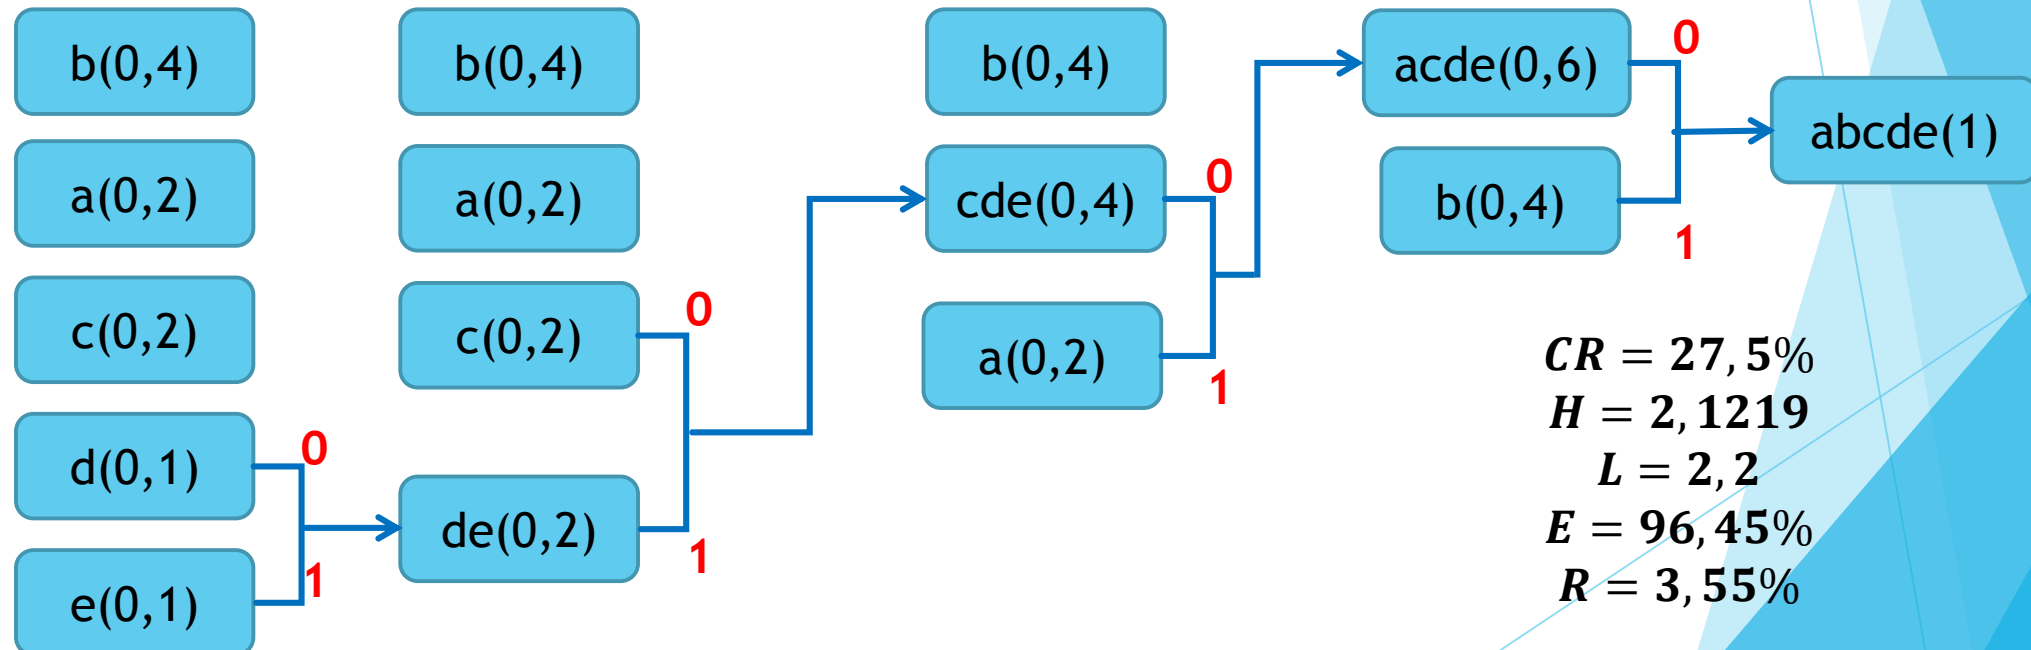 b(0,4)
a(0,2)
c(0,2)
d(0,1)
e(0,1)
0
1
b(0,4)
a(0,2)
c(0,2)
de(0,2)
0
1
b(0,4)
cde(0,4)
a(0,2)
0
1
acde(0,6)
b(0,4)
0
1
abcde(1)
CR = 27,5%
H = 2,1219
L = 2,2
E = 96,45%
R = 3,55%